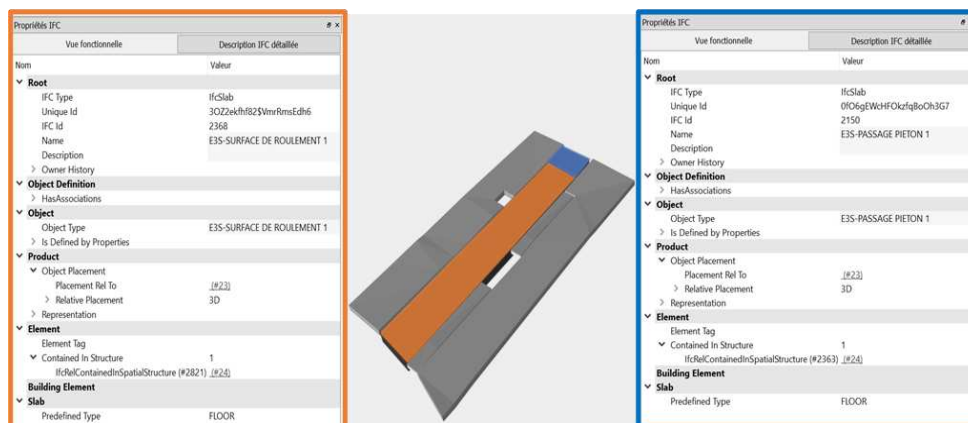 Propriétés IFC
Vue fonctionnelle Description IFC détaillée
Nom Valeur
Root
IFC Type IfcSlab
Unique Id 3OZ2ekfhf82$VmrRmsEdh6
IFC Id 2368
Name E3S-SURFACE DE ROULEMENT 1
Description
Owner History
Object Definition
HasAssociations
Object
Object Type E3S-SURFACE DE ROULEMENT 1
Is Defined by Properties
Product
Object Placement
Placement Rel To (#23)
Relative Placement 3D
Representation
Element
Element Tag
Contained In Structure 1
IfcRelContainedInSpatialStructure (#2821) (#24)
Building Element
Slab
Predefined Type FLOOR
Propriétés IFC
Vue fonctionnelle Description IFC détaillée
Nom Valeur
Root
IFC Type IfcSlab
Unique Id 0fO6gEWcHFOkzfqBoOh3G7
IFC Id 2150
Name E3S-PASSAGE PIETON 1
Description
Owner History
Object Definition
HasAssociations
Object
Object Type E3S-PASSAGE PIETON 1
Is Defined by Properties
Product
Object Placement
Placement Rel To (#23)
Relative Placement 3D
Representation
Element
Element Tag
Contained In Structure 1
IfcRelContainedInSpatialStructure (#2363) (#24)
Building Element
Slab
Predefined Type FLOOR